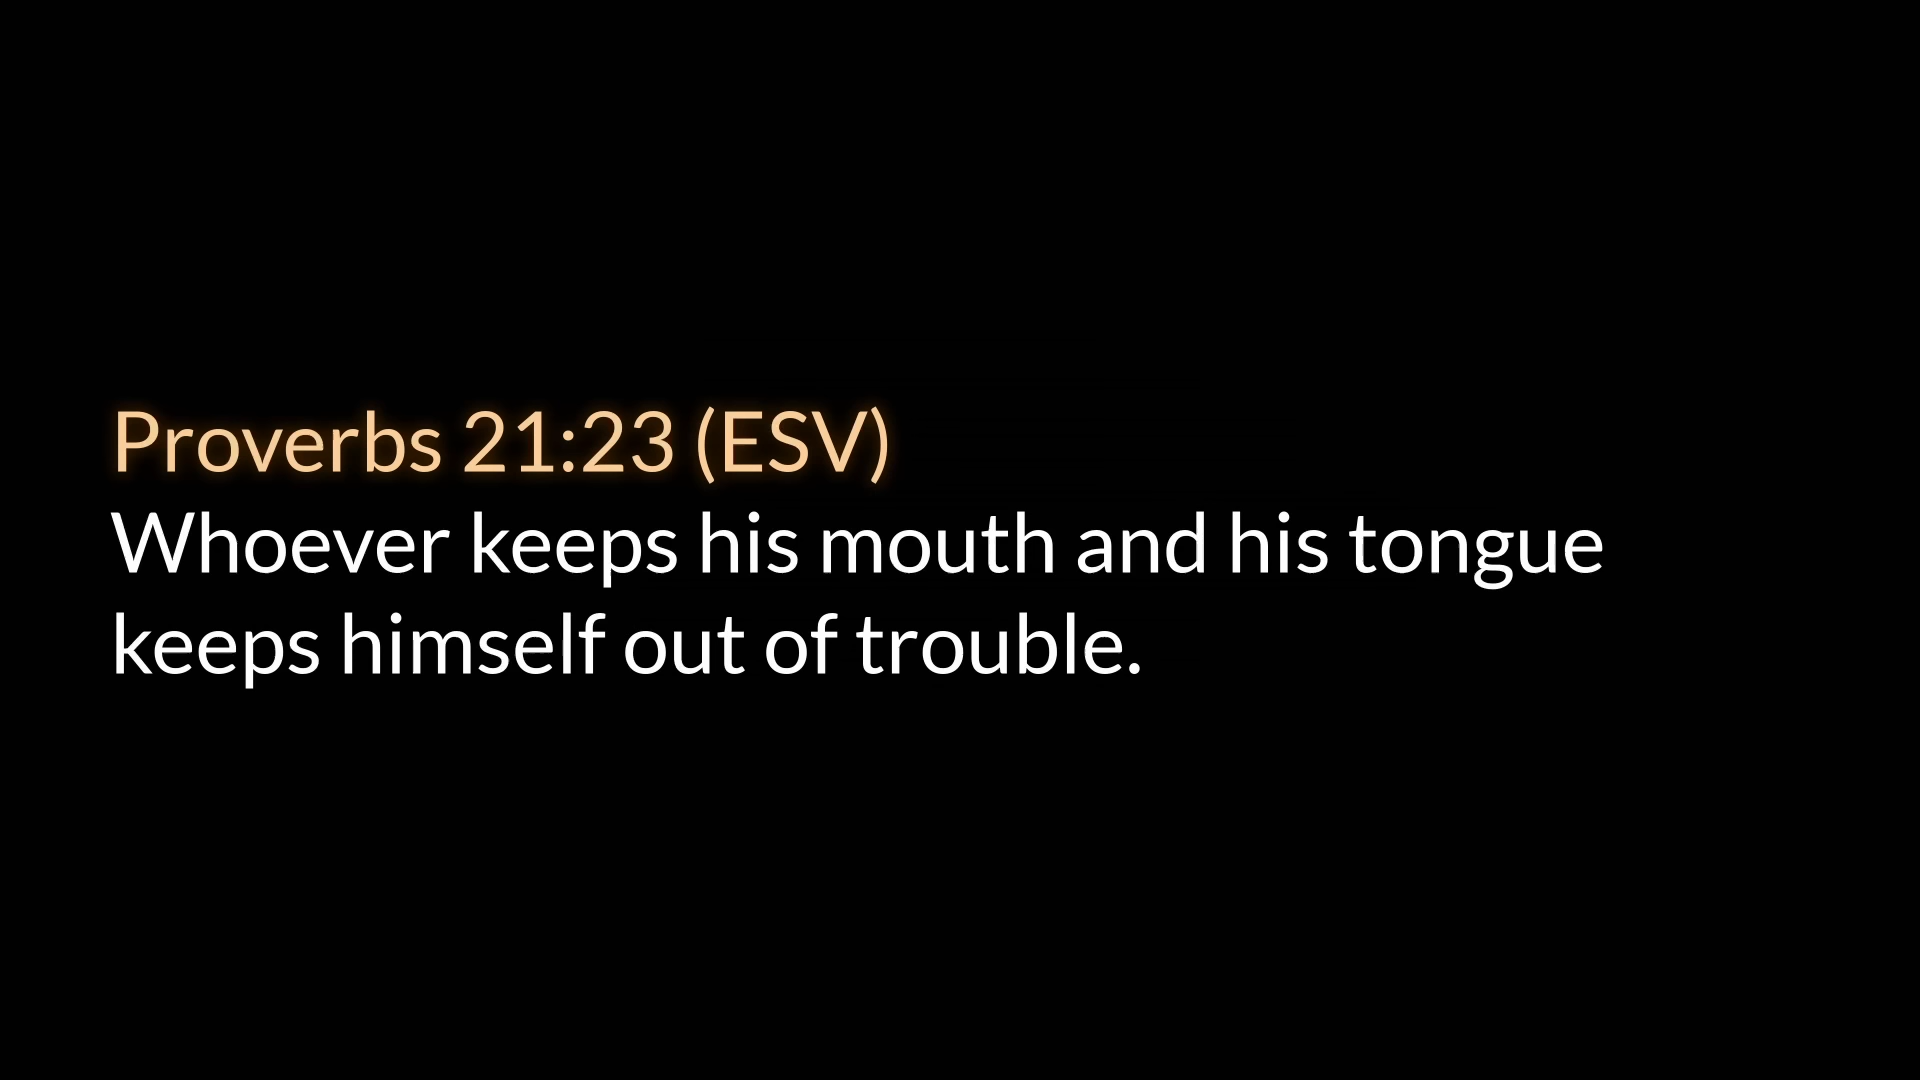 Proverbs 21:23 (ESV)
Whoever keeps his mouth and his tongue
keeps himself out of trouble.